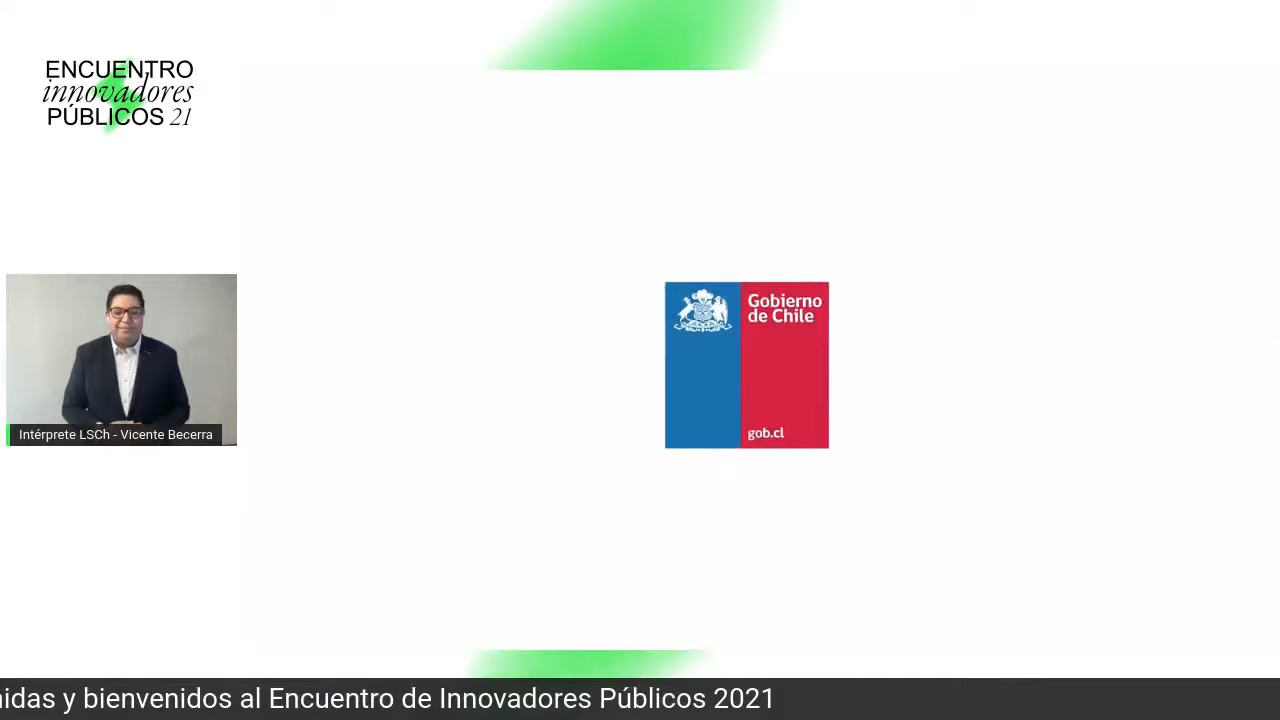 ENCUENTRO
innovadores
PÚBLICOS 21
Gobierno
de Chile
gob.cl
Intérprete LSCh - Vicente Becerra
nidas y bienvenidos al Encuentro de Innovadores Públicos 2021